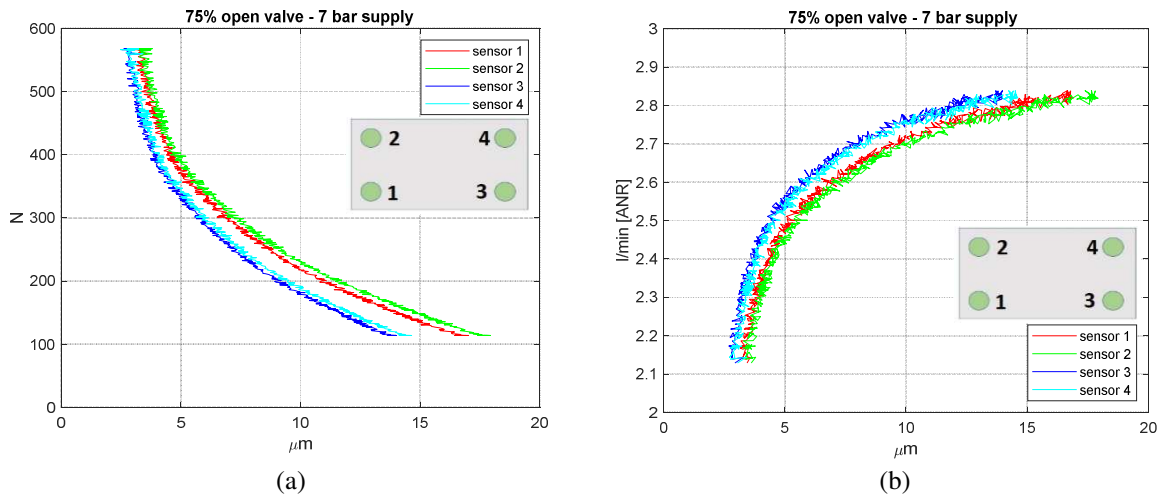 75% open valve - 7 bar supply
600
500
400
300
200
100
0
N
0 5 10 15 20
μm
sensor 1
sensor 2
sensor 3
sensor 4
2 4
1 3
(a)
75% open valve - 7 bar supply
3
2.9
2.8
2.7
2.6
2.5
2.4
2.3
2.2
2.1
2
l/min [ANR]
0 5 10 15 20
μm
2 4
1 3
sensor 1
sensor 2
sensor 3
sensor 4
(b)